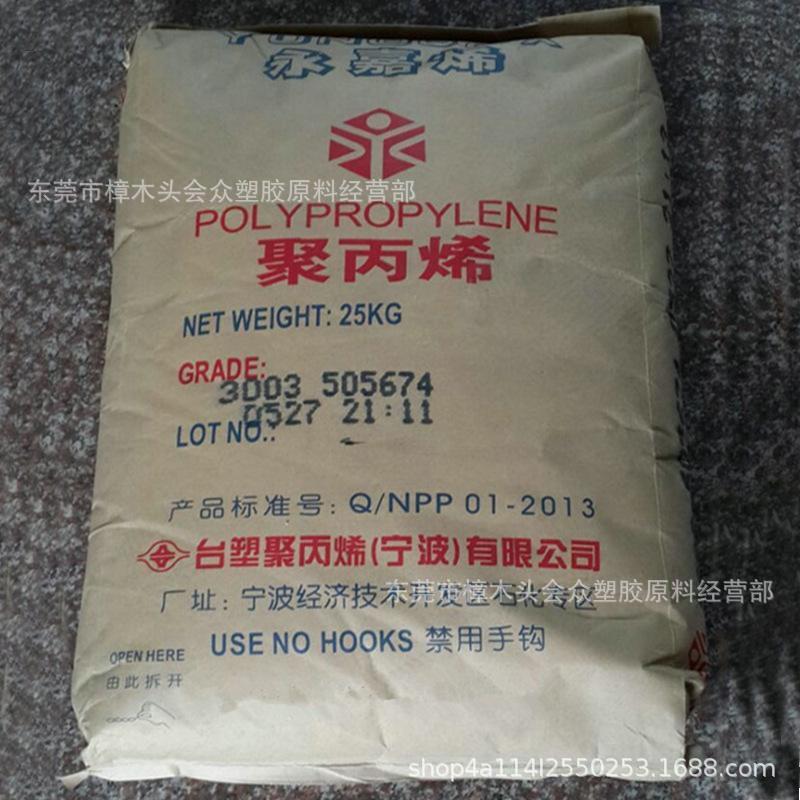 永嘉烯
东莞市樟木头会众塑胶原料经营部
POLYPROPYLENE
聚丙烯
NET WEIGHT: 25KG
GRADE:
3003 505674
0527 21:11
LOT NO.:
产品标准号: Q/NPP 01-2013
台塑聚丙烯(宁波)有限公司
东莞市樟木头会众塑胶原料经营部
厂址: 宁波经济技术开发区
USE NO HOOKS 禁用手钩
OPEN HERE
由此拆开
shop4a114l2550253.1688.com